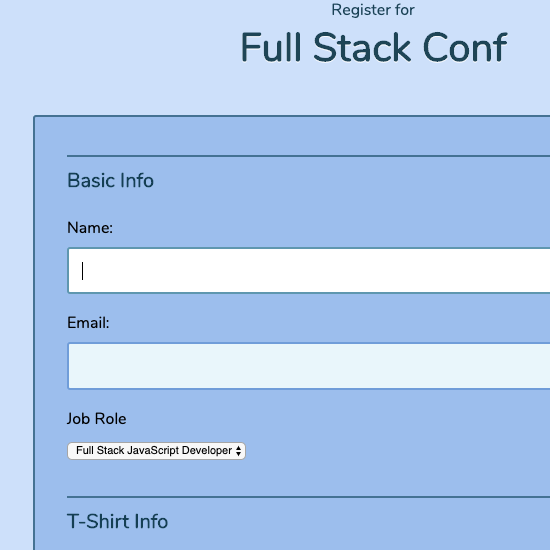 Register for
Full Stack Conf
Basic Info
Name:
Email:
Job Role
Full Stack JavaScript Developer
T-Shirt Info